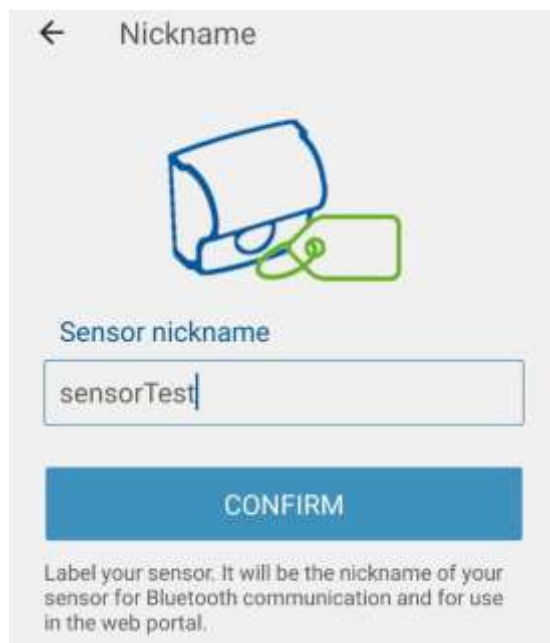 Nickname
Sensor nickname
sensorTest
CONFIRM
Label your sensor. It will be the nickname of your
sensor for Bluetooth communication and for use
in the web portal.